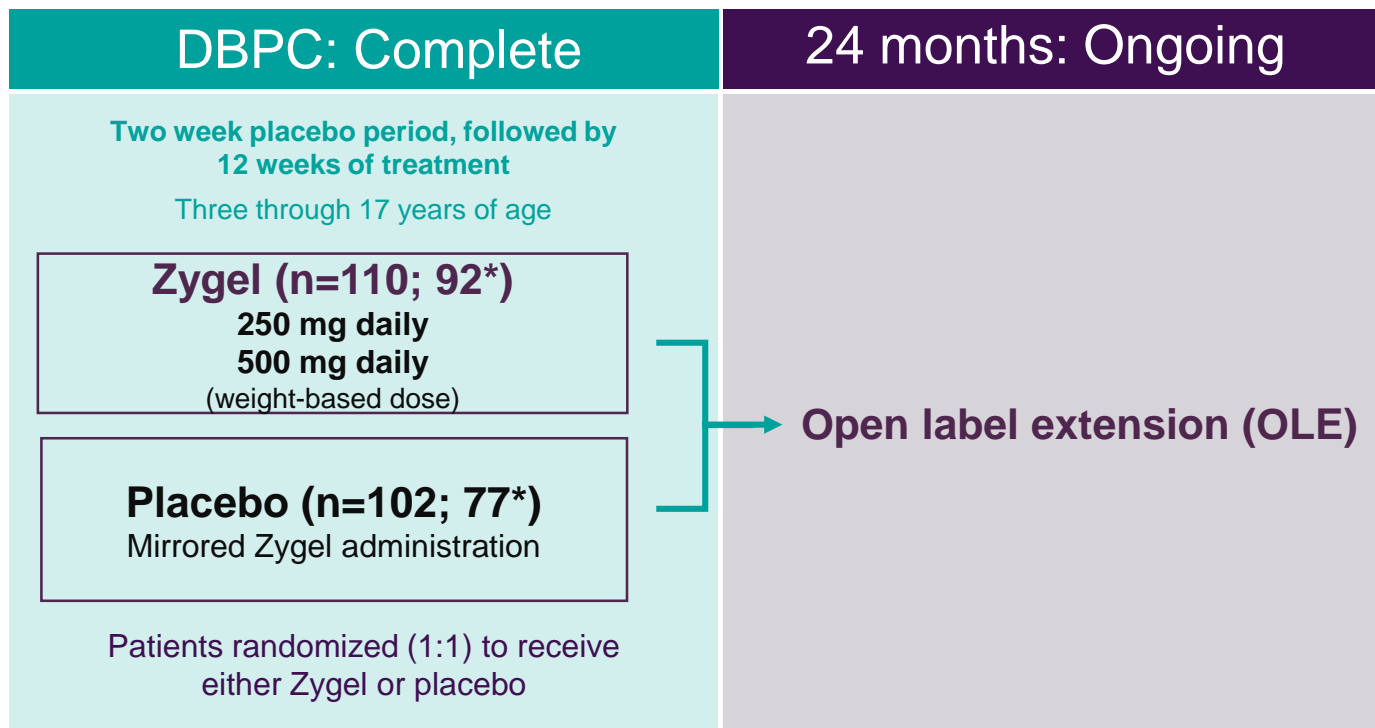 DBPC: Complete
24 months: Ongoing
Two week placebo period, followed by
12 weeks of treatment
Three through 17 years of age
Zygel (n=110; 92*)
250 mg daily
500 mg daily
(weight-based dose)
Placebo (n=102; 77*)
Mirrored Zygel administration
Patients randomized (1:1) to receive
either Zygel or placebo
Open label extension (OLE)